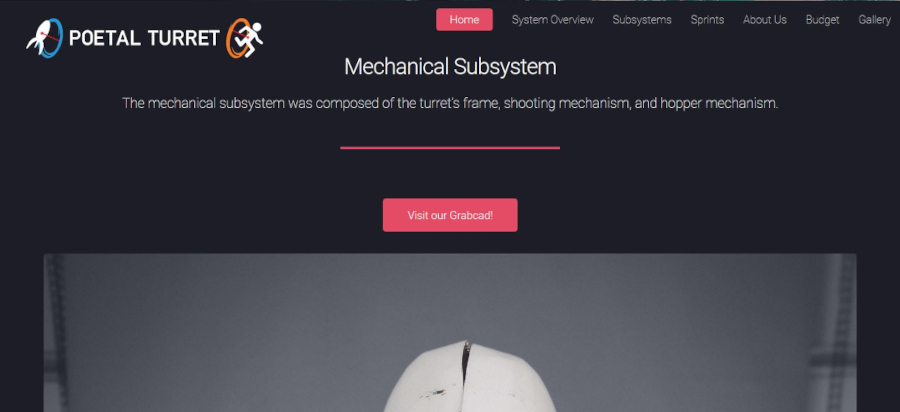 POETAL TURRET
Home System Overview Subsystems Sprints About Us Budget Gallery
Mechanical Subsystem
The mechanical subsystem was composed of the turret's frame, shooting mechanism, and hopper mechanism.
Visit our Grabcad!